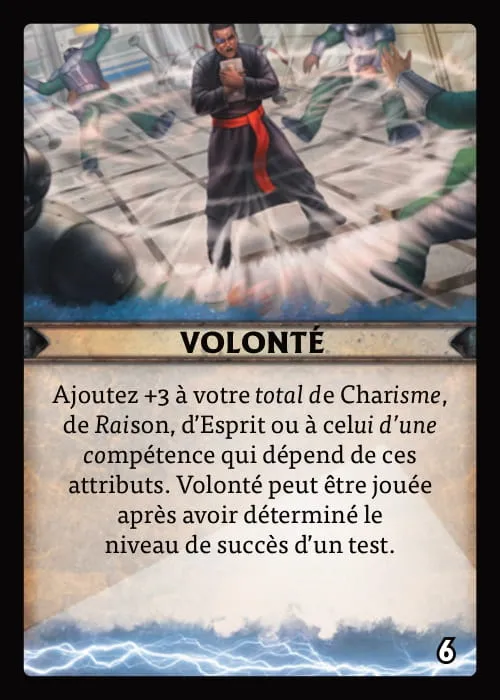 VOLONTÉ
Ajoutez +3 à votre total de Charisme,
de Raison, d’Esprit ou à celui d’une
compétence qui dépend de ces
attributs. Volonté peut être jouée
après avoir déterminé le
niveau de succès d’un test.
6